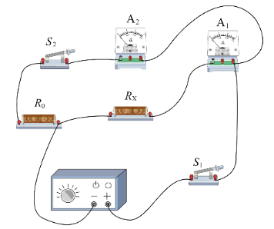 A₂
A₁
S₂
R₀
Rₓ
S₁
− +